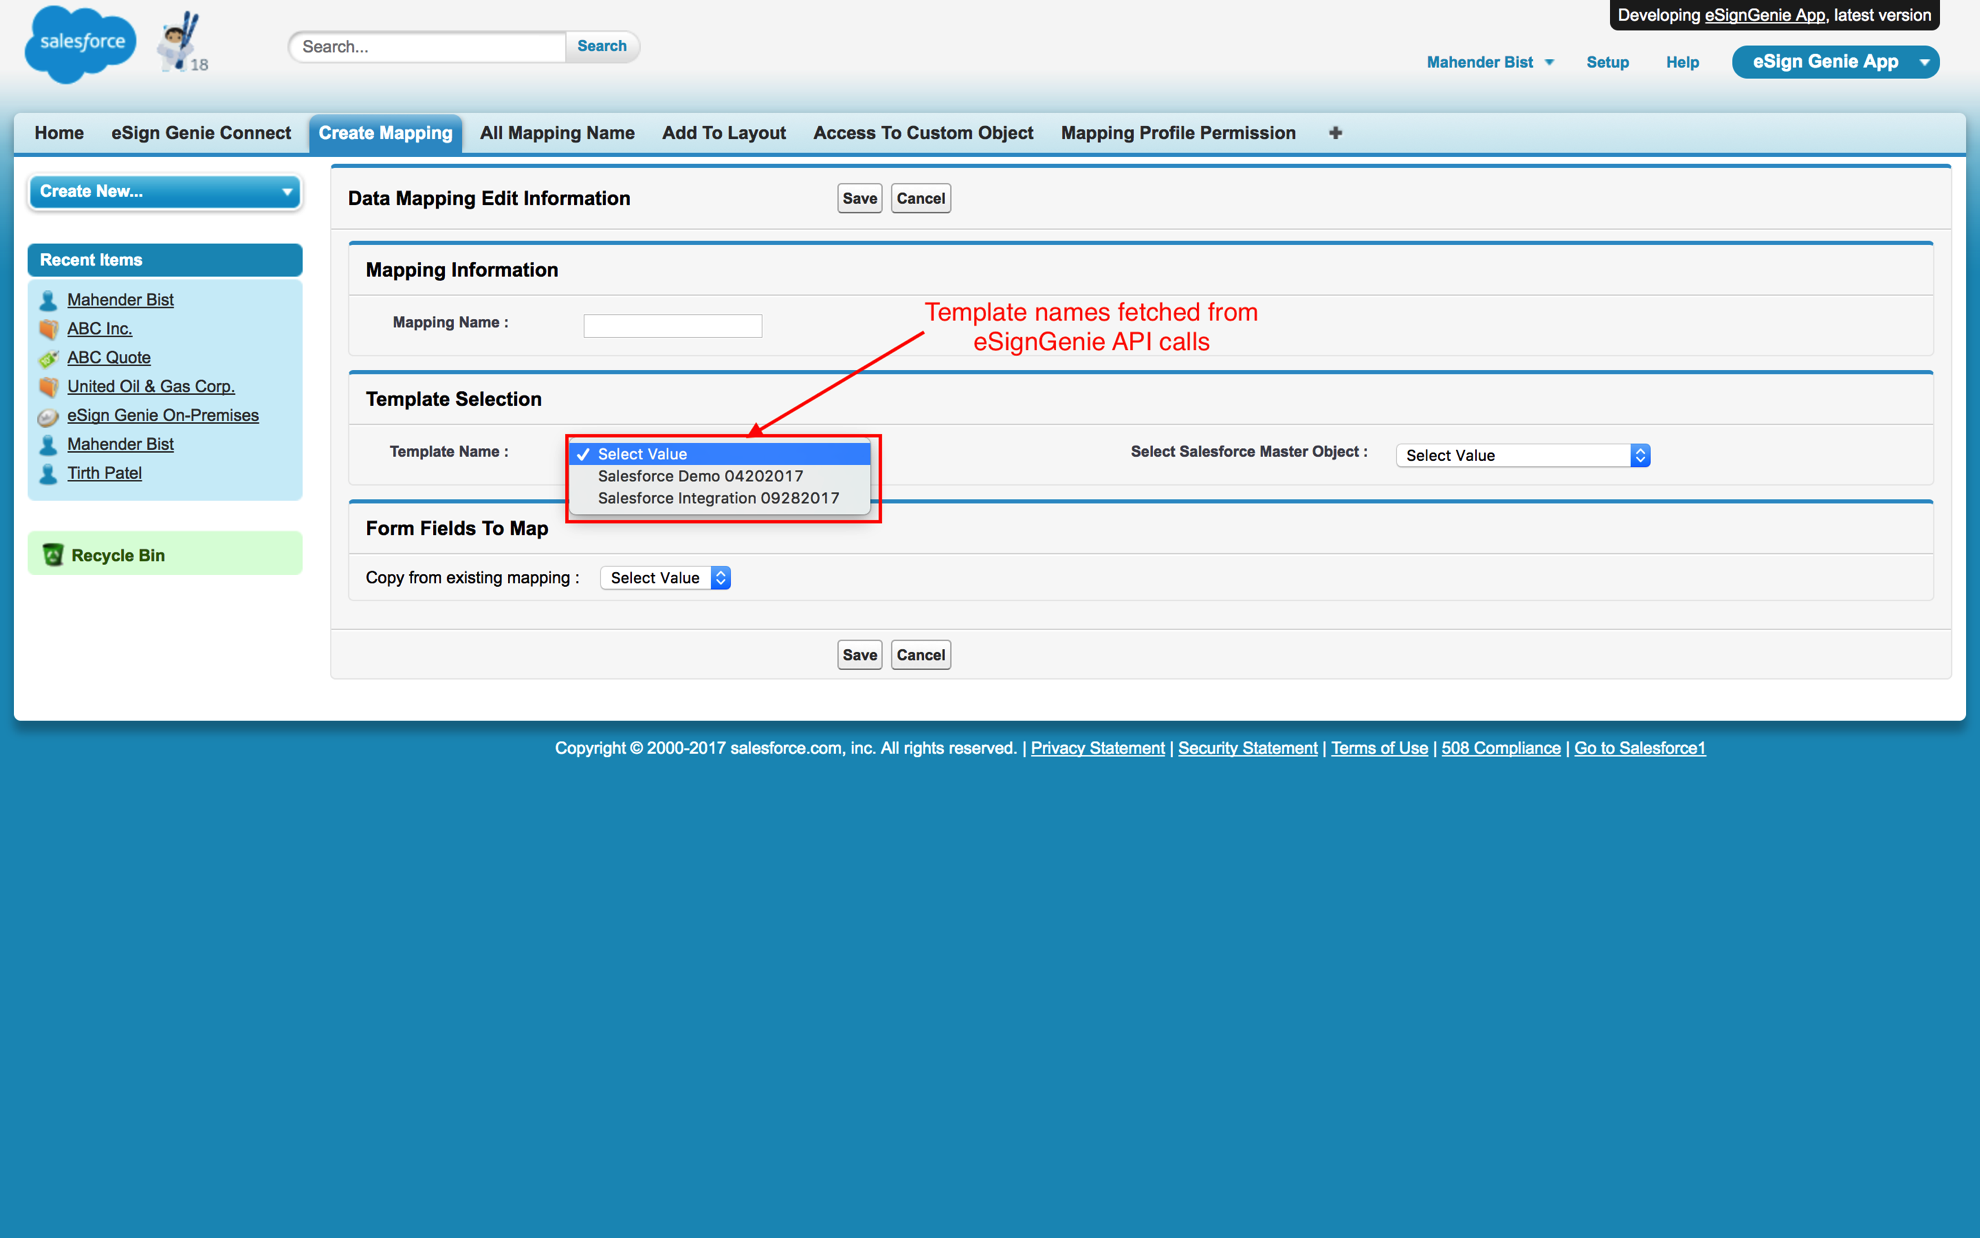 Developing eSignGenie App, latest version
salesforce
18
Search...
Search
Mahender Bist
Setup
Help
eSign Genie App
Home
eSign Genie Connect
Create Mapping
All Mapping Name
Add To Layout
Access To Custom Object
Mapping Profile Permission
Create New...
Recent Items
Mahender Bist
ABC Inc.
ABC Quote
United Oil & Gas Corp.
eSign Genie On-Premises
Mahender Bist
Tirth Patel
Recycle Bin
Data Mapping Edit Information
Save
Cancel
Mapping Information
Mapping Name :
Template names fetched from
eSignGenie API calls
Template Selection
Template Name :
Select Value
Salesforce Demo 04202017
Salesforce Integration 09282017
Select Salesforce Master Object :
Select Value
Form Fields To Map
Copy from existing mapping :
Select Value
Save
Cancel
Copyright © 2000-2017 salesforce.com, inc. All rights reserved. | Privacy Statement | Security Statement | Terms of Use | 508 Compliance | Go to Salesforce1